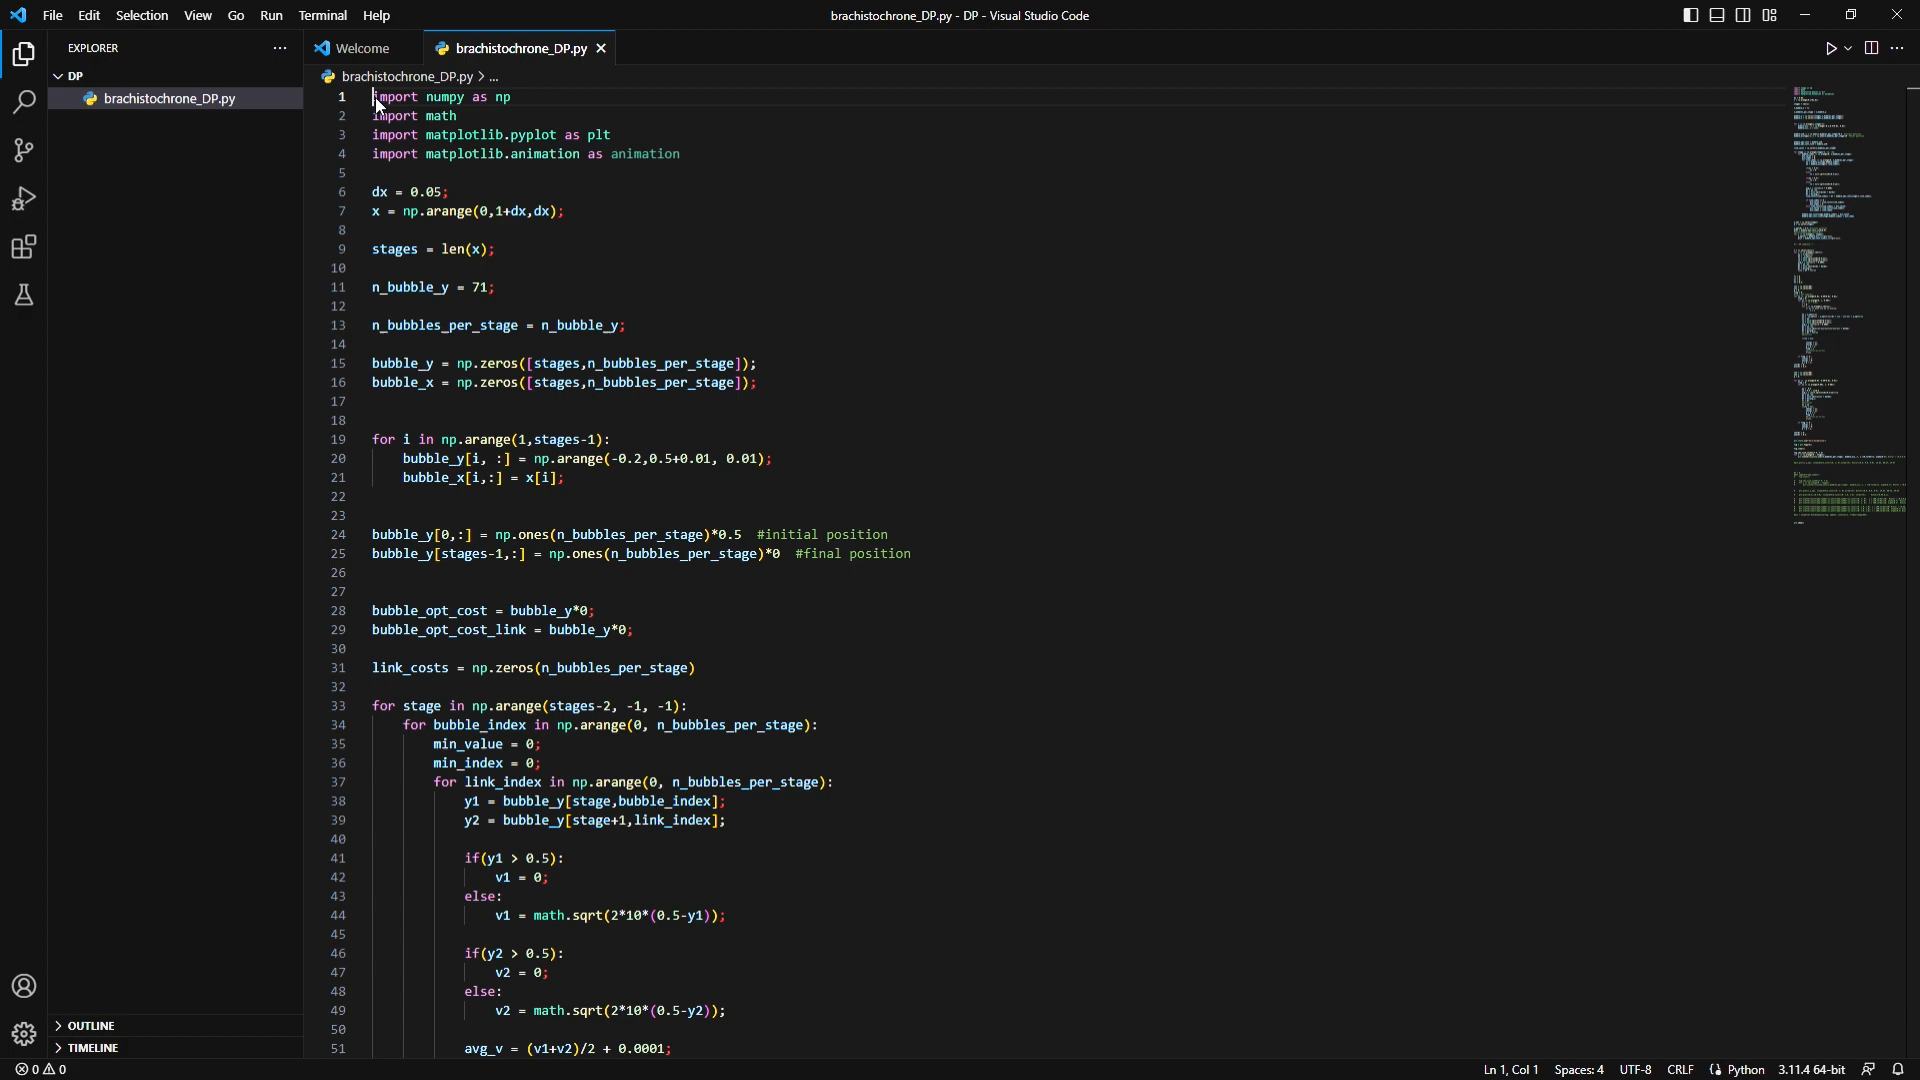 File Edit Selection View Go Run Terminal Help
brachistochrone_DP.py - DP - Visual Studio Code
EXPLORER
DP
brachistochrone_DP.py
OUTLINE
TIMELINE
Welcome
brachistochrone_DP.py
brachistochrone_DP.py > ...
1 import numpy as np
2 import math
3 import matplotlib.pyplot as plt
4 import matplotlib.animation as animation
5
6 dx = 0.05;
7 x = np.arange(0,1+dx,dx);
8
9 stages = len(x);
10
11 n_bubble_y = 71;
12
13 n_bubbles_per_stage = n_bubble_y;
14
15 bubble_y = np.zeros([stages,n_bubbles_per_stage]);
16 bubble_x = np.zeros([stages,n_bubbles_per_stage]);
17
18
19 for i in np.arange(1,stages-1):
20 bubble_y[i, :] = np.arange(-0.2,0.5+0.01, 0.01);
21 bubble_x[i,:] = x[i];
22
23
24 bubble_y[0,:] = np.ones(n_bubbles_per_stage)*0.5 #initial position
25 bubble_y[stages-1,:] = np.ones(n_bubbles_per_stage)*0 #final position
26
27
28 bubble_opt_cost = bubble_y*0;
29 bubble_opt_cost_link = bubble_y*0;
30
31 link_costs = np.zeros(n_bubbles_per_stage)
32
33 for stage in np.arange(stages-2, -1, -1):
34 for bubble_index in np.arange(0, n_bubbles_per_stage):
35 min_value = 0;
36 min_index = 0;
37 for link_index in np.arange(0, n_bubbles_per_stage):
38 y1 = bubble_y[stage,bubble_index];
39 y2 = bubble_y[stage+1,link_index];
40
41 if(y1 > 0.5):
42 v1 = 0;
43 else:
44 v1 = math.sqrt(2*10*(0.5-y1));
45
46 if(y2 > 0.5):
47 v2 = 0;
48 else:
49 v2 = math.sqrt(2*10*(0.5-y2));
50
51 avg_v = (v1+v2)/2 + 0.0001;
0 0
Ln 1, Col 1 Spaces: 4 UTF-8 CRLF Python 3.11.4 64-bit